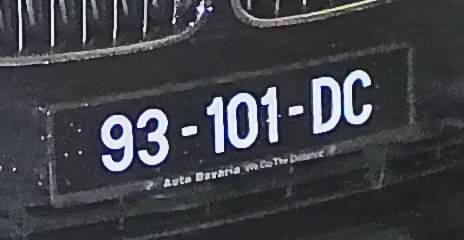 93-101-DC
Auto Bavaria We Go The Distance